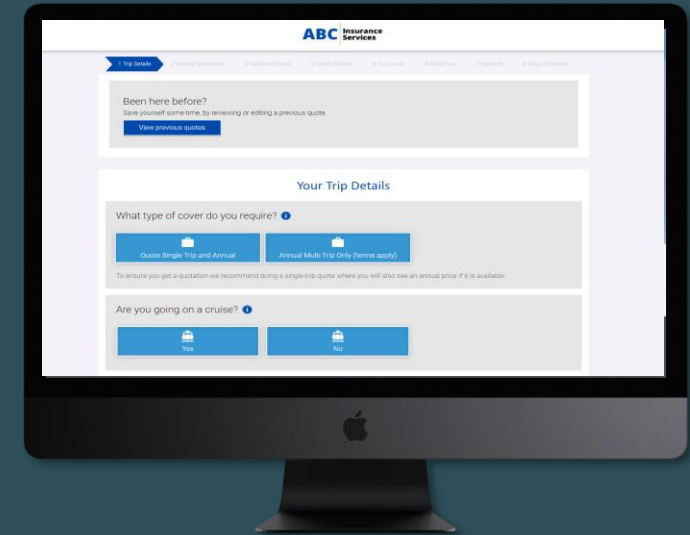 ABC Insurance
Services
1 Trip Details
Been here before?
Save yourself some time, by reviewing or editing a previous quote.
View previous quotes
Your Trip Details
What type of cover do you require?
Quote Single Trip and Annual
Annual Multi Trip Only (terms apply)
To ensure you get a quotation we recommend doing a single-trip quote where you will also see an annual price if it is available.
Are you going on a cruise?
Yes
No